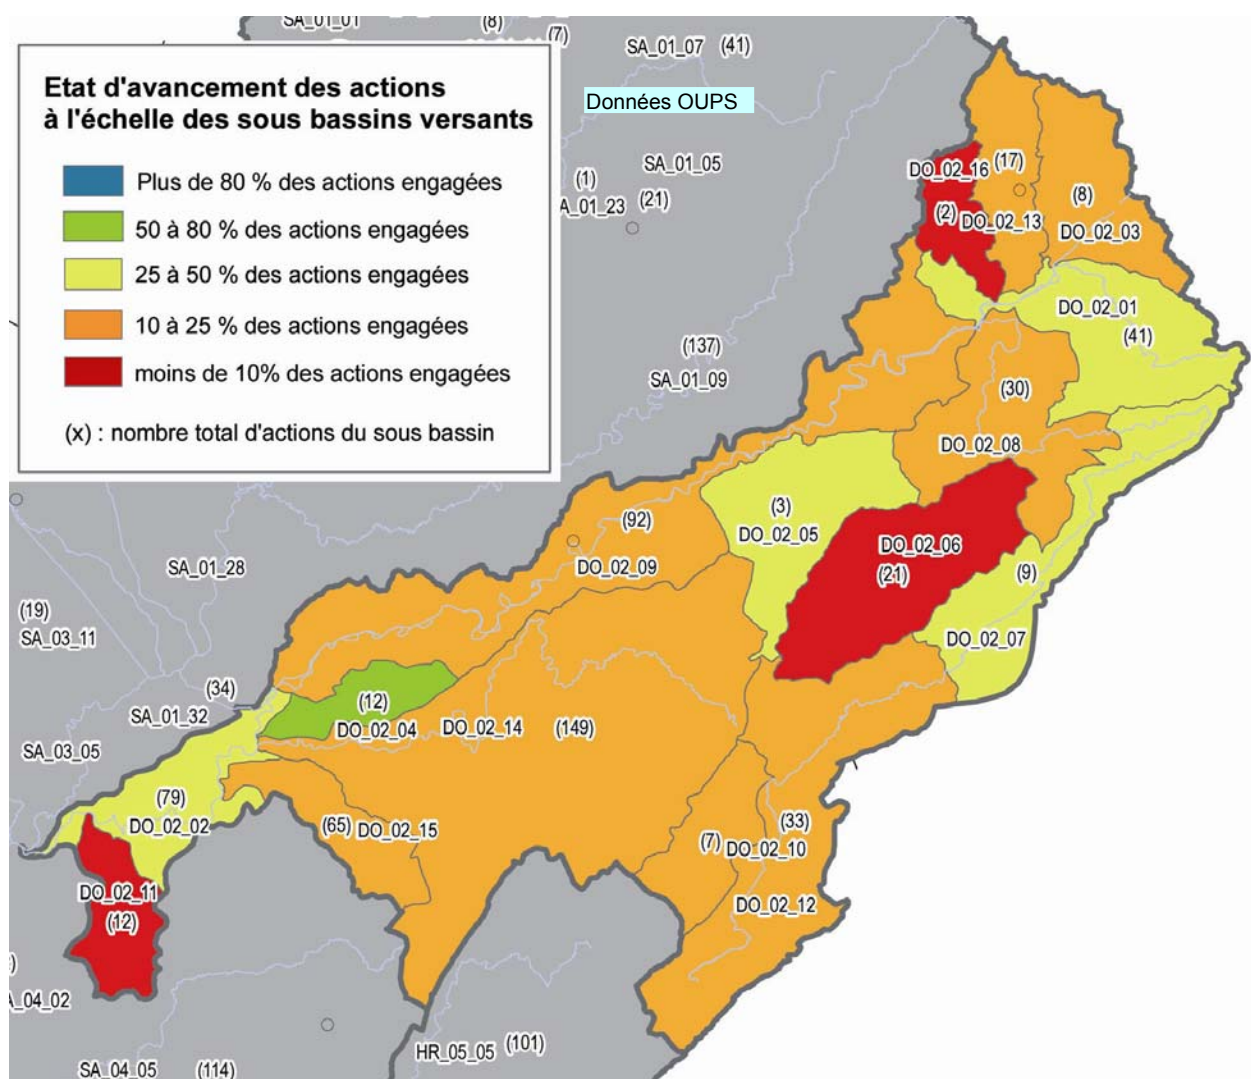 SA_01_01
(8)
(7)
SA_01_07 (41)
Etat d'avancement des actions
à l'échelle des sous bassins versants
Plus de 80 % des actions engagées
50 à 80 % des actions engagées
25 à 50 % des actions engagées
10 à 25 % des actions engagées
moins de 10% des actions engagées
(x) : nombre total d'actions du sous bassin
Données OUPS
SA_01_05
(1)
A_01_23 (21)
DO_02_16 (17)
(2) DO_02_13
(8)
DO_02_03
DO_02_01
(41)
(137)
SA_01_09
(30)
DO_02_08
(3)
DO_02_05
(92)
DO_02_09
DO_02_06
(21)
(9)
DO_02_07
SA_01_28
(19)
SA_03_11
(34)
SA_01_32
SA_03_05
(12)
DO_02_04
DO_02_14 (149)
(79)
DO_02_02
(65) DO_02_15
(33)
(7) DO_02_10
DO_02_12
DO_02_11
(12)
)
A_04_02
SA_04_05 (114)
HR_05_05 (101)